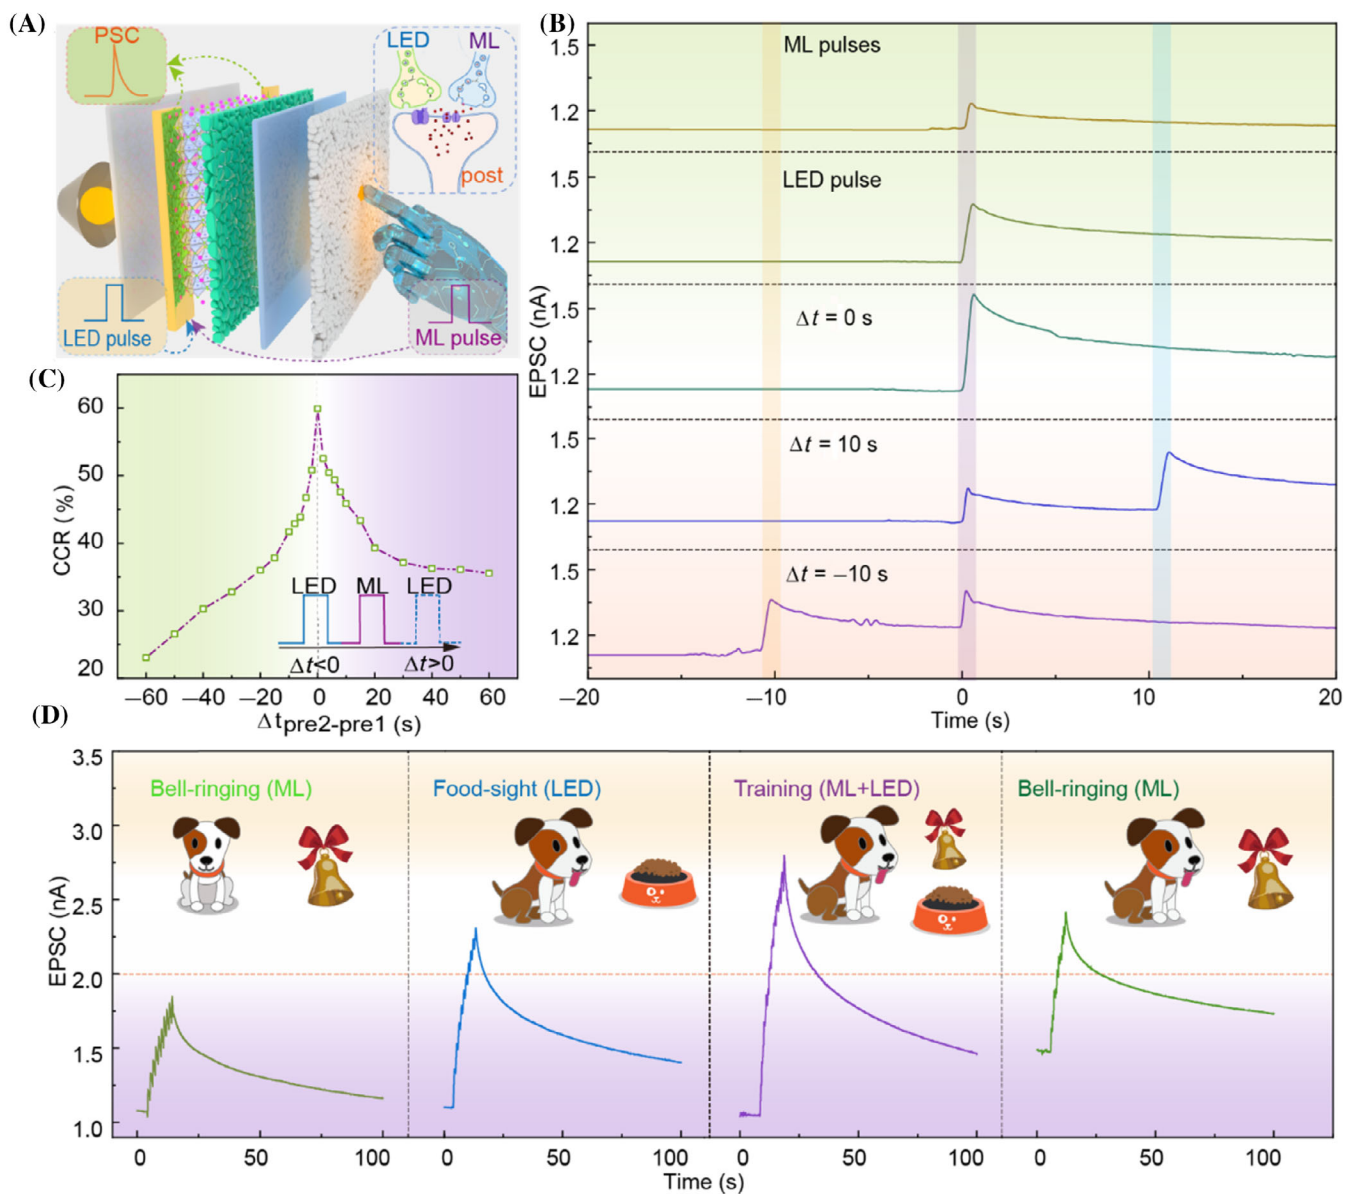 (A)
PSC
LED
ML
post
LED pulse
ML pulse
(B)
ML pulses
LED pulse
Δt = 0 s
Δt = 10 s
Δt = −10 s
1.5
1.2
1.5
1.2
1.5
1.2
1.5
1.2
1.5
1.2
EPSC (nA)
−20
−10
0
10
20
Time (s)
(C)
60
50
40
30
20
CCR (%)
LED
ML
LED
Δt<0
Δt>0
−60
−40
−20
0
20
40
60
Δtpre2-pre1 (s)
(D)
3.5
3.0
2.5
2.0
1.5
1.0
EPSC (nA)
Bell-ringing (ML)
Food-sight (LED)
Training (ML+LED)
Bell-ringing (ML)
0
50
100
0
50
100
0
50
100
0
50
100
Time (s)